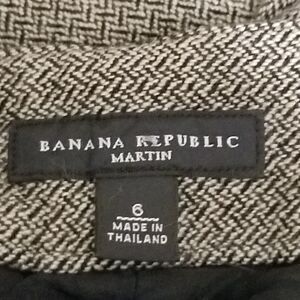 BANANA REPUBLIC
MARTIN
6
MADE IN
THAILAND